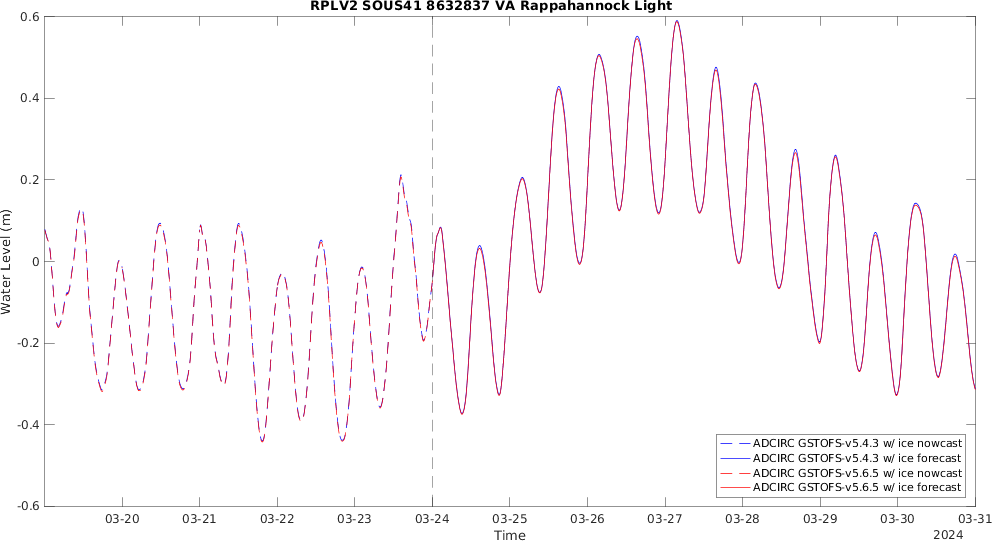 RPLV2 SOUS41 8632837 VA Rappahannock Light
0.6
0.4
0.2
0
-0.2
-0.4
-0.6
Water Level (m)
ADCIRC GSTOFS-v5.4.3 w/ ice nowcast
ADCIRC GSTOFS-v5.4.3 w/ ice forecast
ADCIRC GSTOFS-v5.6.5 w/ ice nowcast
ADCIRC GSTOFS-v5.6.5 w/ ice forecast
03-20 03-21 03-22 03-23 03-24 03-25 03-26 03-27 03-28 03-29 03-30 03-31
Time
2024